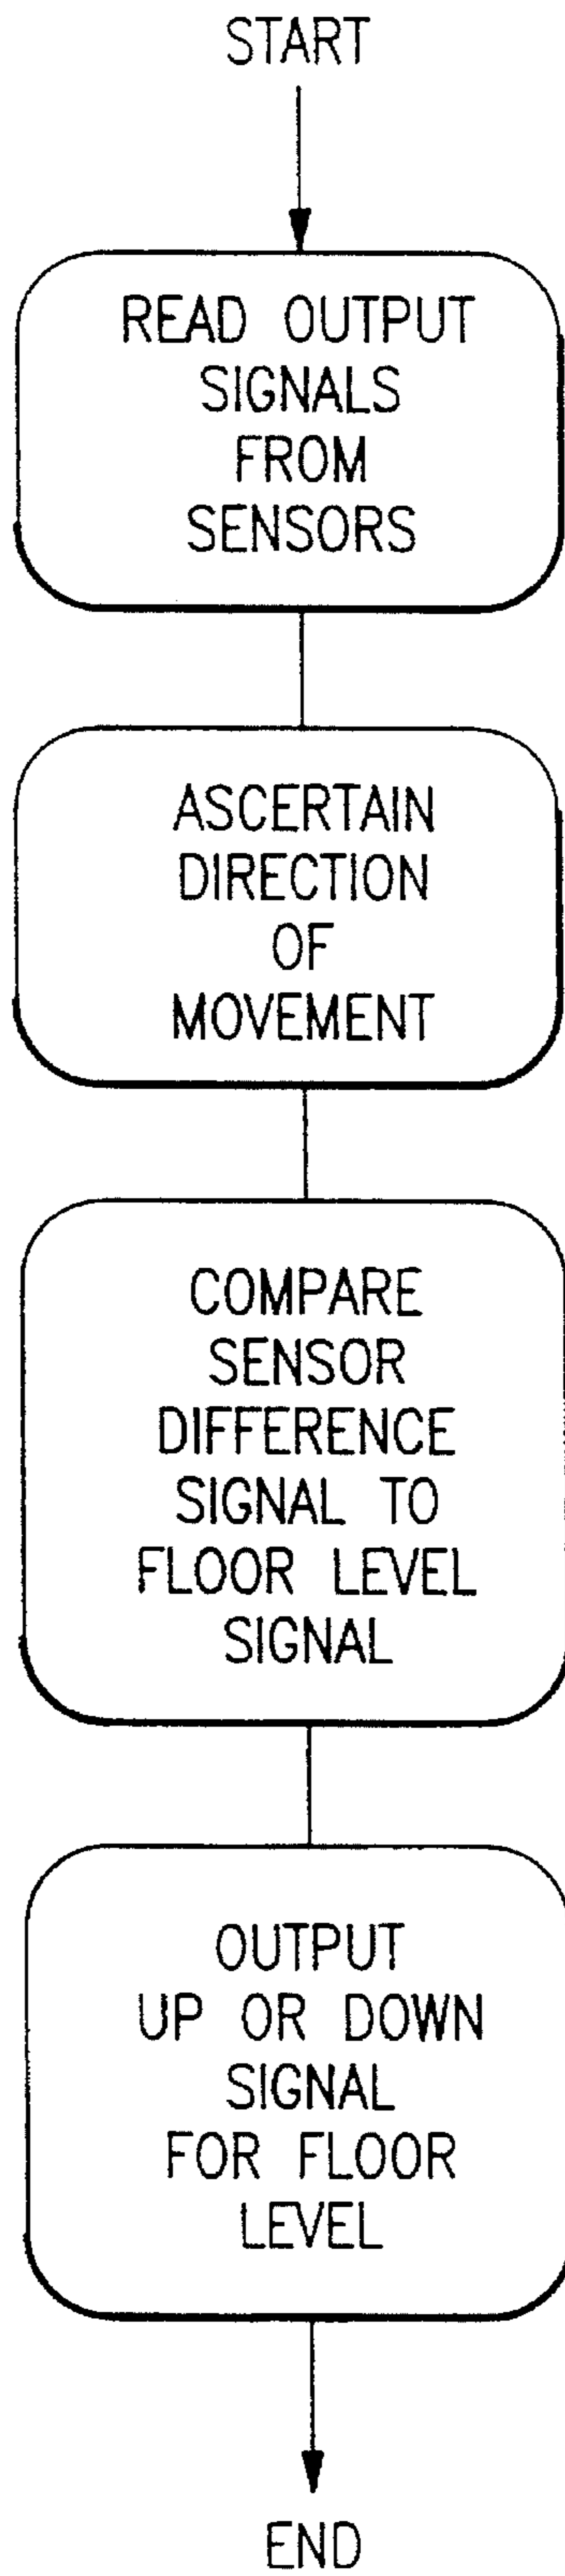 START
READ OUTPUT
SIGNALS
FROM
SENSORS
ASCERTAIN
DIRECTION
OF
MOVEMENT
COMPARE
SENSOR
DIFFERENCE
SIGNAL TO
FLOOR LEVEL
SIGNAL
OUTPUT
UP OR DOWN
SIGNAL
FOR FLOOR
LEVEL
END